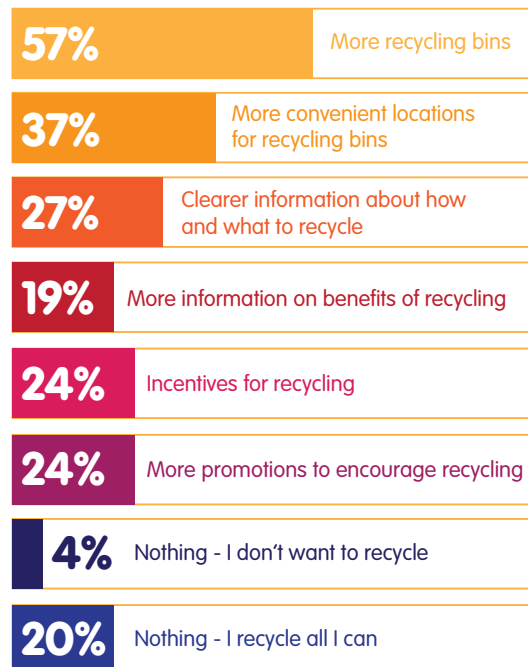 57%
More recycling bins
37%
More convenient locations
for recycling bins
27%
Clearer information about how
and what to recycle
19%
More information on benefits of recycling
24%
Incentives for recycling
24%
More promotions to encourage recycling
4%
Nothing - I don’t want to recycle
20%
Nothing - I recycle all I can